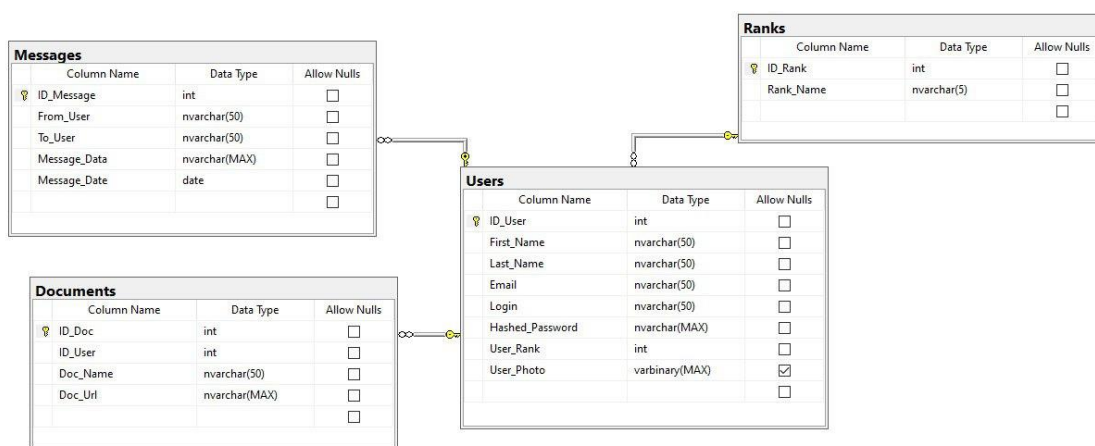 Messages
Column Name Data Type Allow Nulls
ID_Message int
From_User nvarchar(50)
To_User nvarchar(50)
Message_Data nvarchar(MAX)
Message_Date date
Ranks
Column Name Data Type Allow Nulls
ID_Rank int
Rank_Name nvarchar(5)
Users
Column Name Data Type Allow Nulls
ID_User int
First_Name nvarchar(50)
Last_Name nvarchar(50)
Email nvarchar(50)
Login nvarchar(50)
Hashed_Password nvarchar(MAX)
User_Rank int
User_Photo varbinary(MAX)
Documents
Column Name Data Type Allow Nulls
ID_Doc int
ID_User int
Doc_Name nvarchar(50)
Doc_Url nvarchar(MAX)